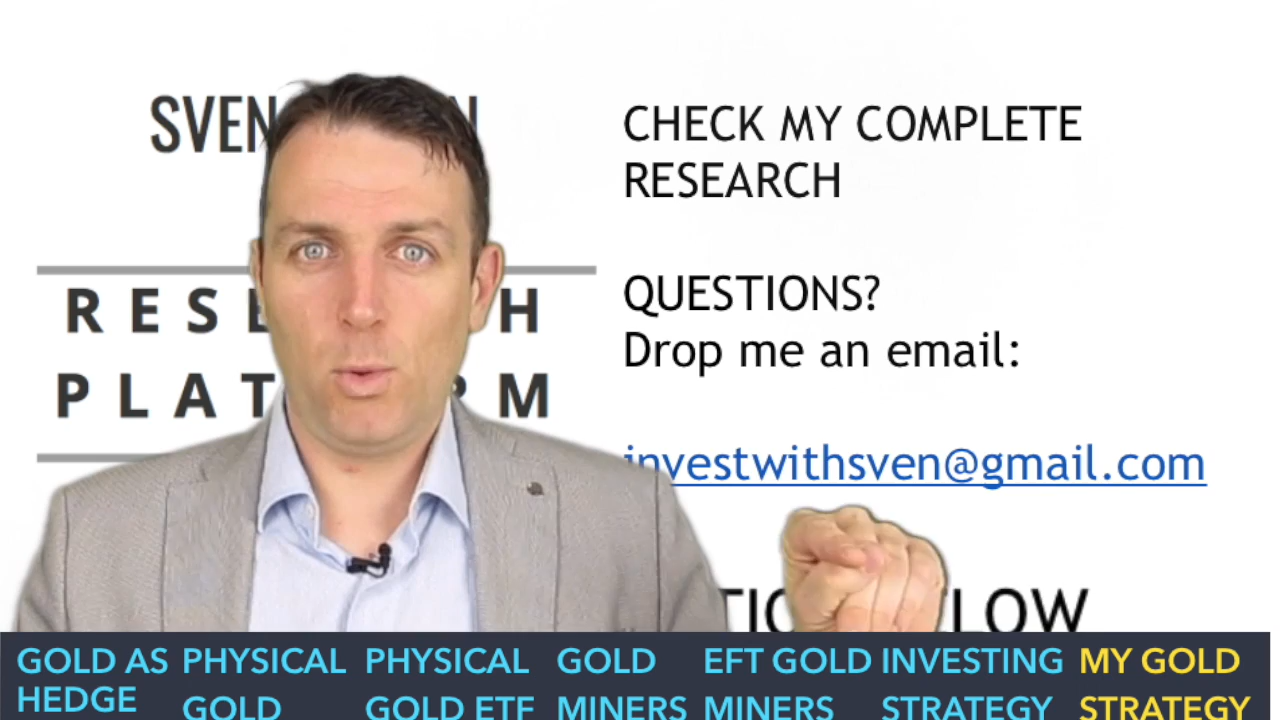 SVEN
CHECK MY COMPLETE
RESEARCH
QUESTIONS?
Drop me an email:
investwithsven@gmail.com
GOLD AS
HEDGE
PHYSICAL
GOLD
PHYSICAL
GOLD ETF
GOLD
MINERS
EFT GOLD
MINERS
INVESTING
STRATEGY
MY GOLD
STRATEGY